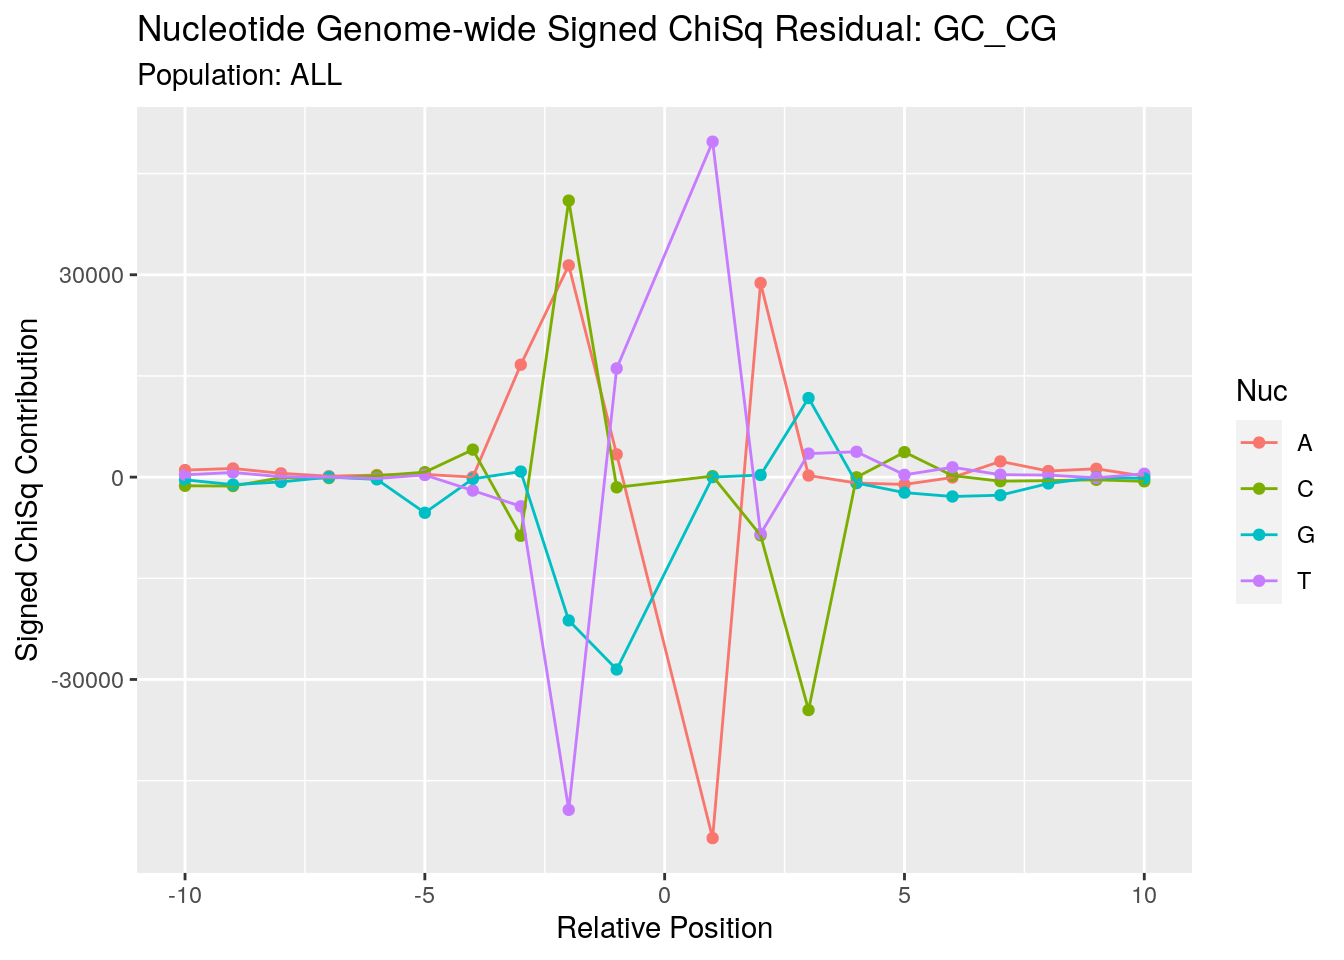 Nucleotide Genome-wide Signed ChiSq Residual: GC_CG
Population: ALL
Signed ChiSq Contribution
30000
0
-30000
-10
-5
0
5
10
Relative Position
Nuc
A
C
G
T